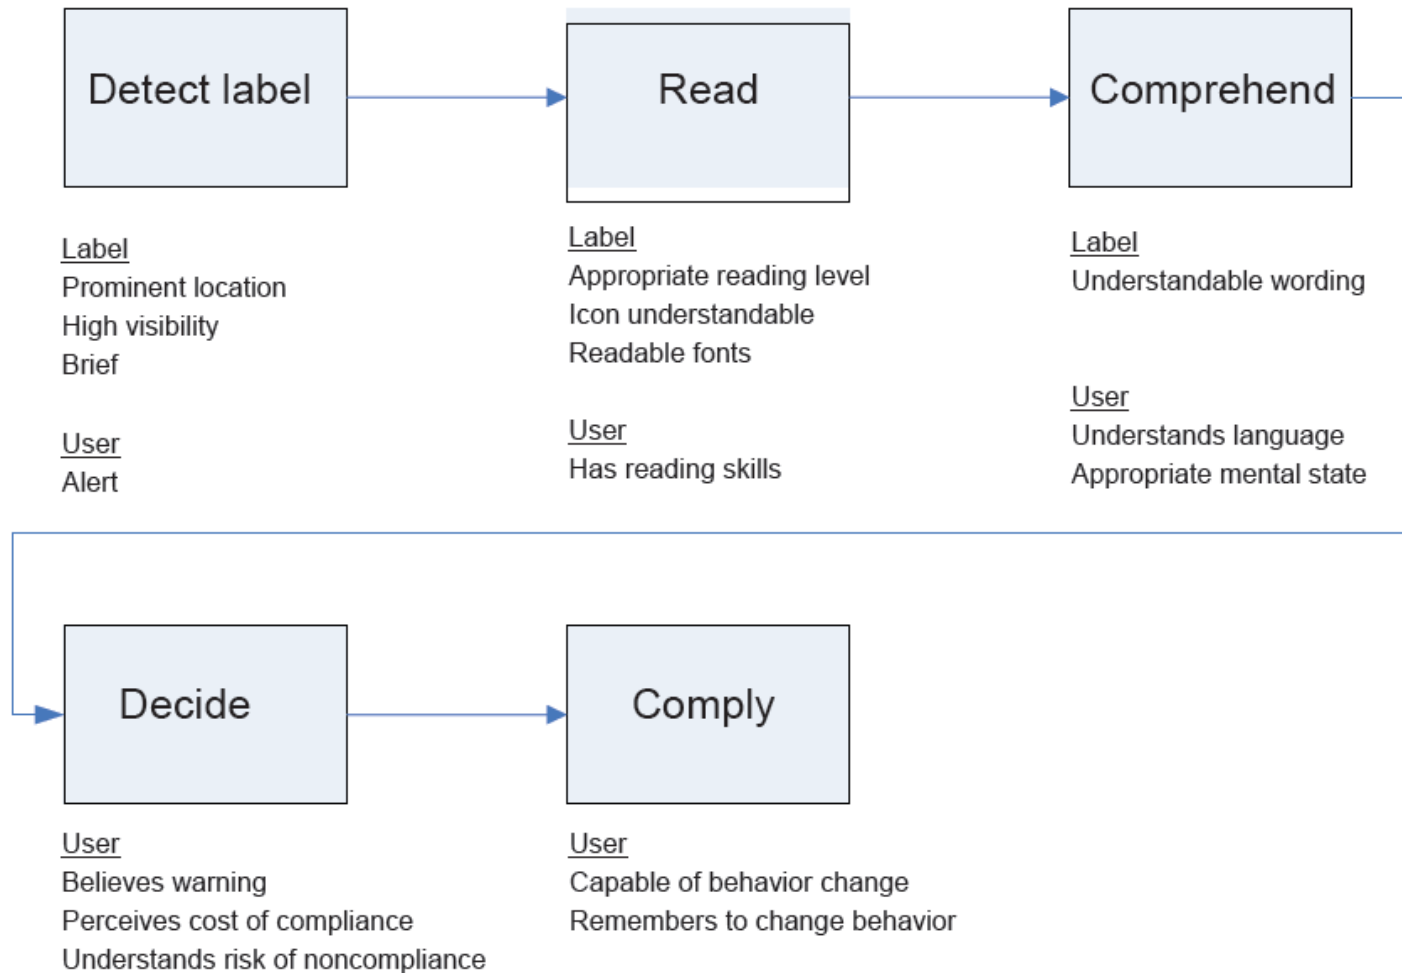 Detect label
Label
Prominent location
High visibility
Brief
User
Alert
Read
Label
Appropriate reading level
Icon understandable
Readable fonts
User
Has reading skills
Comprehend
Label
Understandable wording
User
Understands language
Appropriate mental state
Decide
User
Believes warning
Perceives cost of compliance
Understands risk of noncompliance
Comply
User
Capable of behavior change
Remembers to change behavior